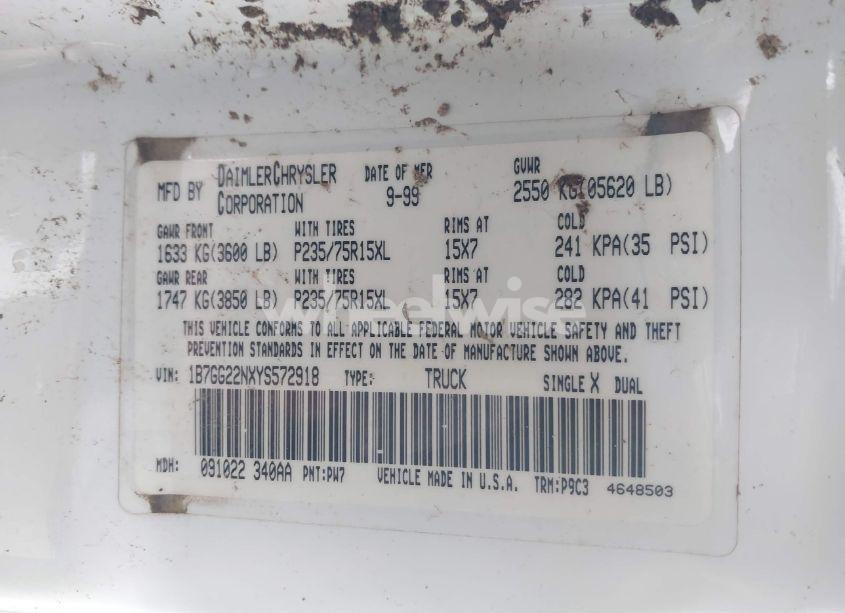 MFD BY DAIMLERCHRYSLER CORPORATION DATE OF MFR 9-99 GVWR 2550 KG(05620 LB)
GAWR FRONT WITH TIRES RIMS AT COLD
1633 KG(3600 LB) P235/75R15XL 15X7 241 KPA(35 PSI)
GAWR REAR WITH TIRES RIMS AT COLD
1747 KG(3850 LB) P235/75R15XL 15X7 282 KPA(41 PSI)
wheelwise
THIS VEHICLE CONFORMS TO ALL APPLICABLE FEDERAL MOTOR VEHICLE SAFETY AND THEFT
PREVENTION STANDARDS IN EFFECT ON THE DATE OF MANUFACTURE SHOWN ABOVE.
VIN: 1B7GG22NXYS572918 TYPE: TRUCK SINGLE X DUAL
MDH: 091022 340AA PNT:PW7 VEHICLE MADE IN U.S.A. TRM:P9C3 4648503